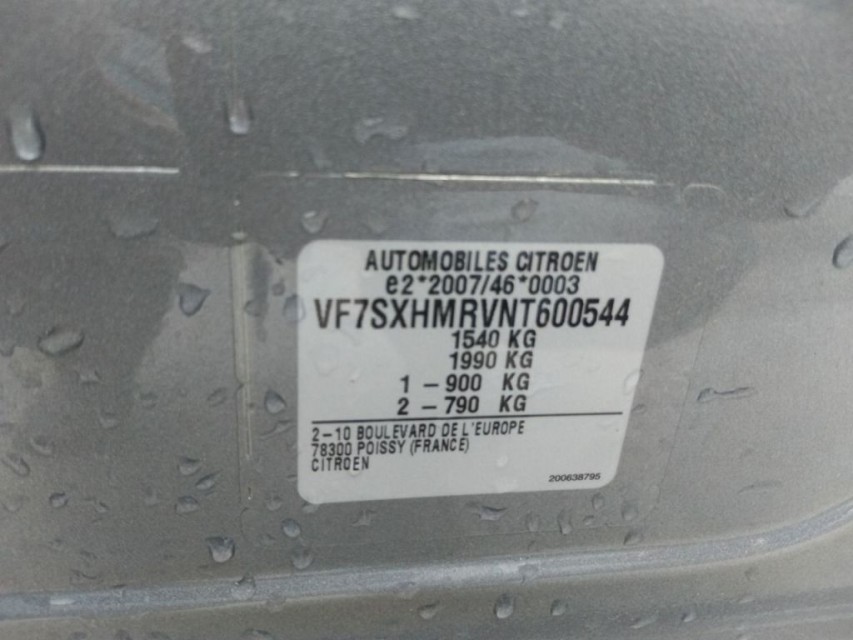 AUTOMOBILES CITROEN
e2*2007/46*0003
VF7SXHMRVNT600544
1540 KG
1990 KG
1 - 900 KG
2 - 790 KG
2-10 BOULEVARD DE L'EUROPE
78300 POISSY (FRANCE)
CITROEN
200638795